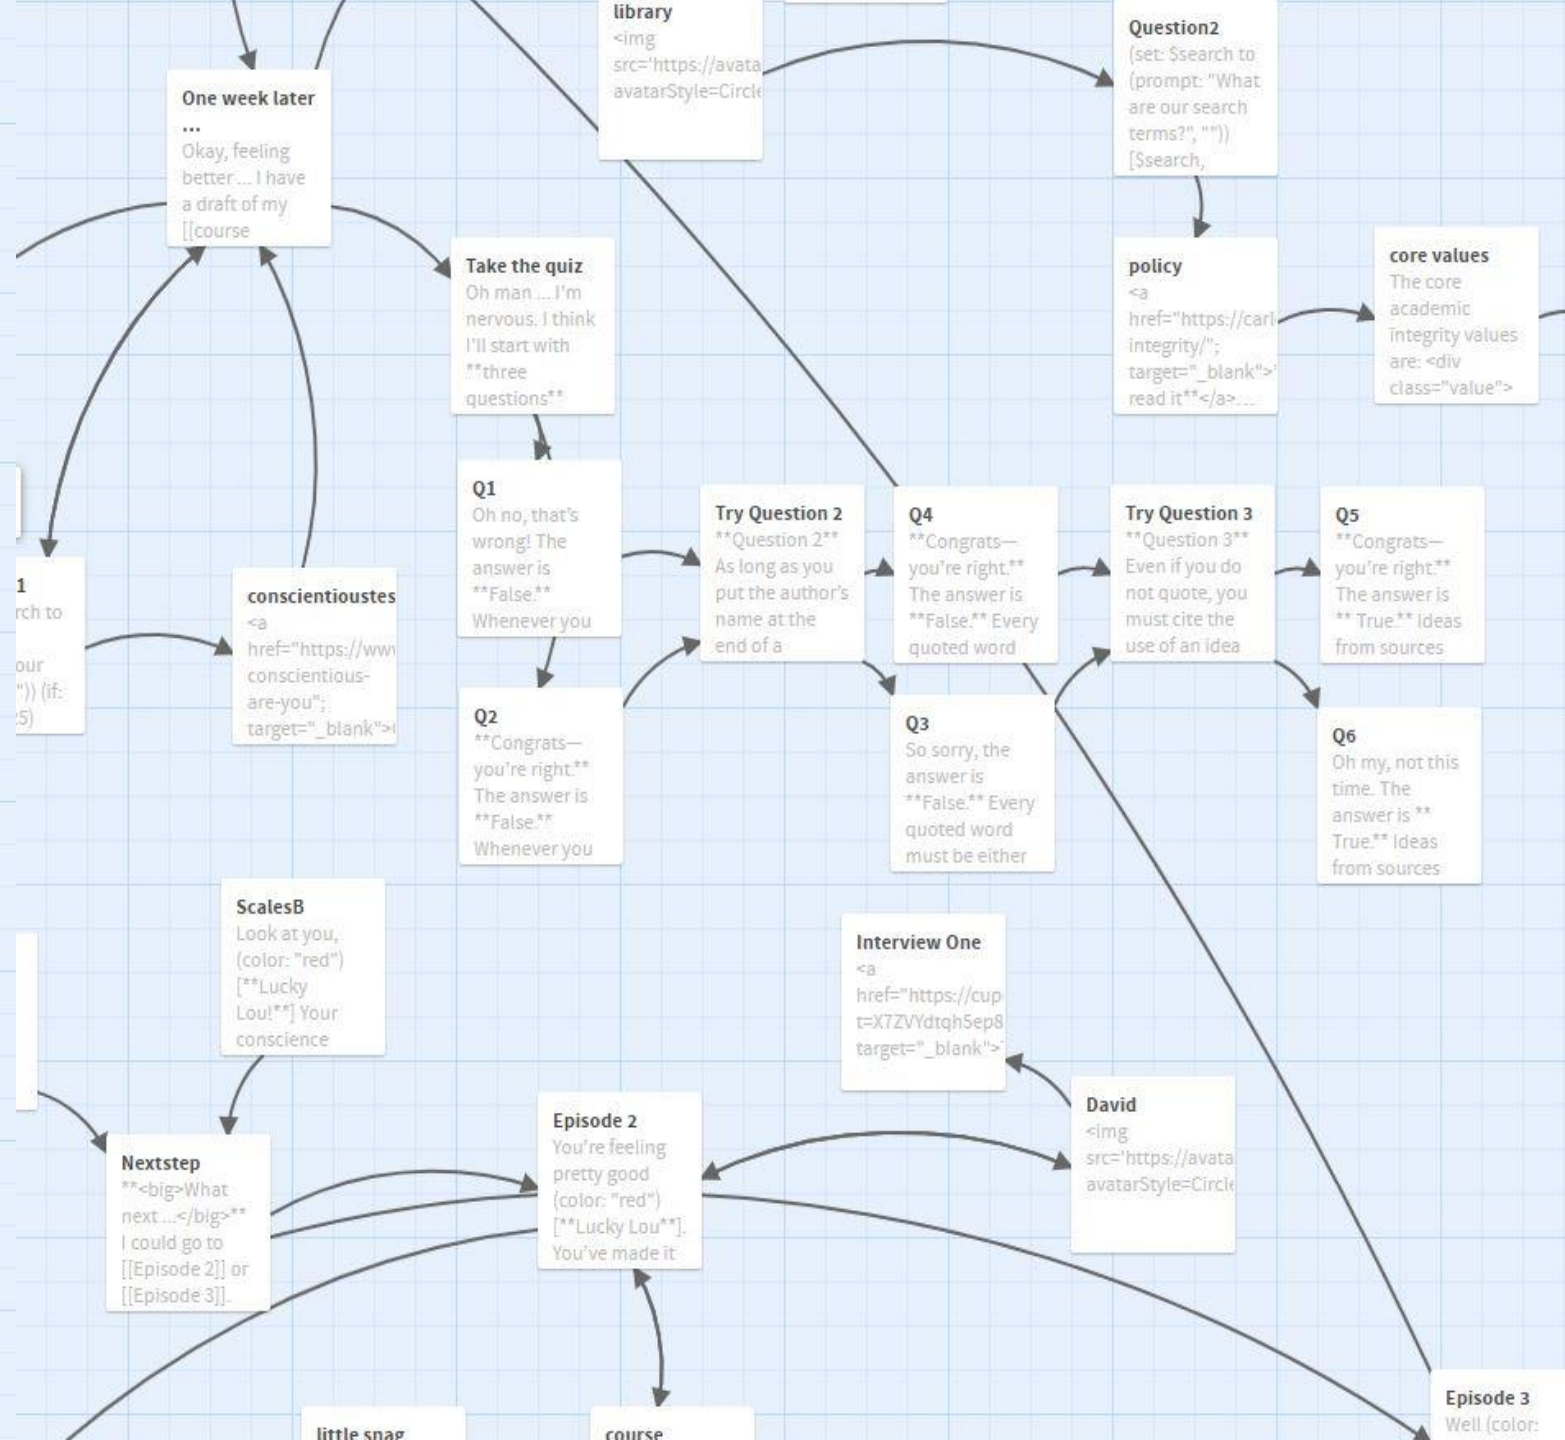 library
<img
src='https://avata
avatarStyle=Circle
Question2
(set: $search to
(prompt: "What
are our search
terms?", ""))
[$search,
One week later
...
Okay, feeling
better ... I have
a draft of my
[[course
Take the quiz
Oh man ... I'm
nervous. I think
I'll start with
**three
questions**
policy
<a
href="https://carl
integrity/";
target="_blank">
read it**</a>...
core values
The core
academic
integrity values
are: <div
class="value">
Q1
Oh no, that's
wrong! The
answer is
**False.**
Whenever you
Try Question 2
**Question 2**
As long as you
put the author's
name at the
end of a
Q4
**Congrats—
you're right.**
The answer is
**False.** Every
quoted word
Try Question 3
**Question 3**
Even if you do
not quote, you
must cite the
use of an idea
Q5
**Congrats—
you're right.**
The answer is
** True.** Ideas
from sources
1
rch to
our
")) (if:
25)
conscientioustes
<a
href="https://www
conscientious-
are-you";
target="_blank">
Q2
**Congrats—
you're right.**
The answer is
**False.**
Whenever you
Q3
So sorry, the
answer is
**False.** Every
quoted word
must be either
Q6
Oh my, not this
time. The
answer is **
True.** Ideas
from sources
ScalesB
Look at you,
(color: "red")
[**Lucky
Lou!**] Your
conscience
Interview One
<a
href="https://cup
t=X7ZVYdtqh5ep8
target="_blank">
David
<img
src='https://avata
avatarStyle=Circle
Nextstep
**<big>What
next ...</big>**
I could go to
[[Episode 2]] or
[[Episode 3]].
Episode 2
You're feeling
pretty good
(color: "red")
[**Lucky Lou**].
You've made it
Episode 3
Well (color:
little snag
course